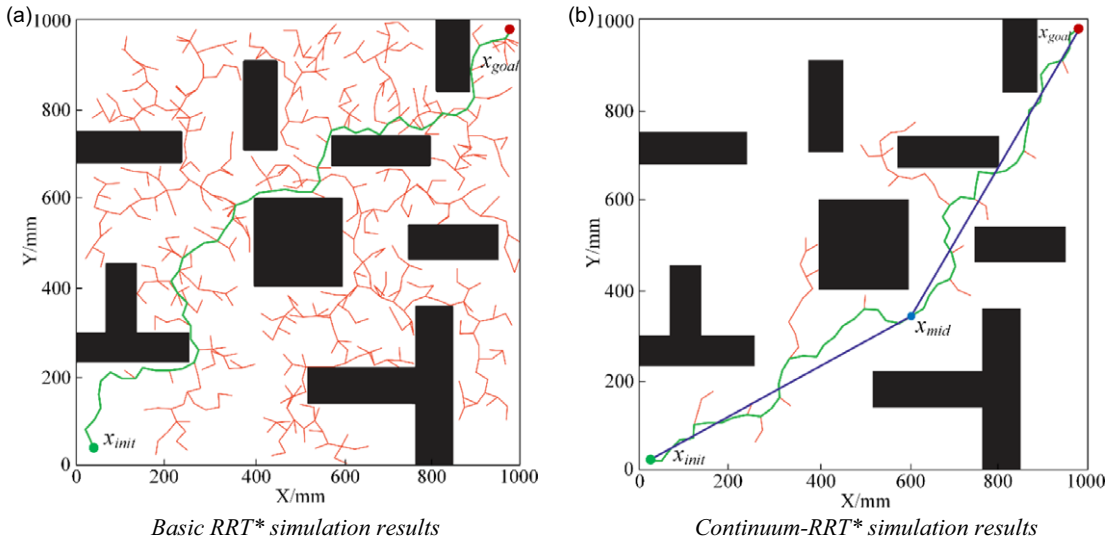 (a)
1000
800
600
400
200
0
Y/mm
x_goal
x_init
0 200 400 600 800 1000
X/mm
Basic RRT* simulation results
(b)
1000
800
600
400
200
0
Y/mm
x_goal
x_mid
x_init
200 400 600 800 1000
X/mm
Continuum-RRT* simulation results